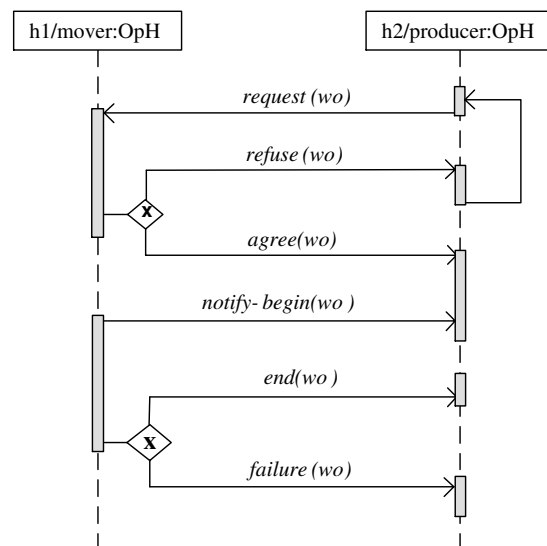 h1/mover:OpH
h2/producer:OpH
request (wo)
refuse (wo)
x
agree(wo)
notify- begin(wo )
end(wo )
x
failure (wo)